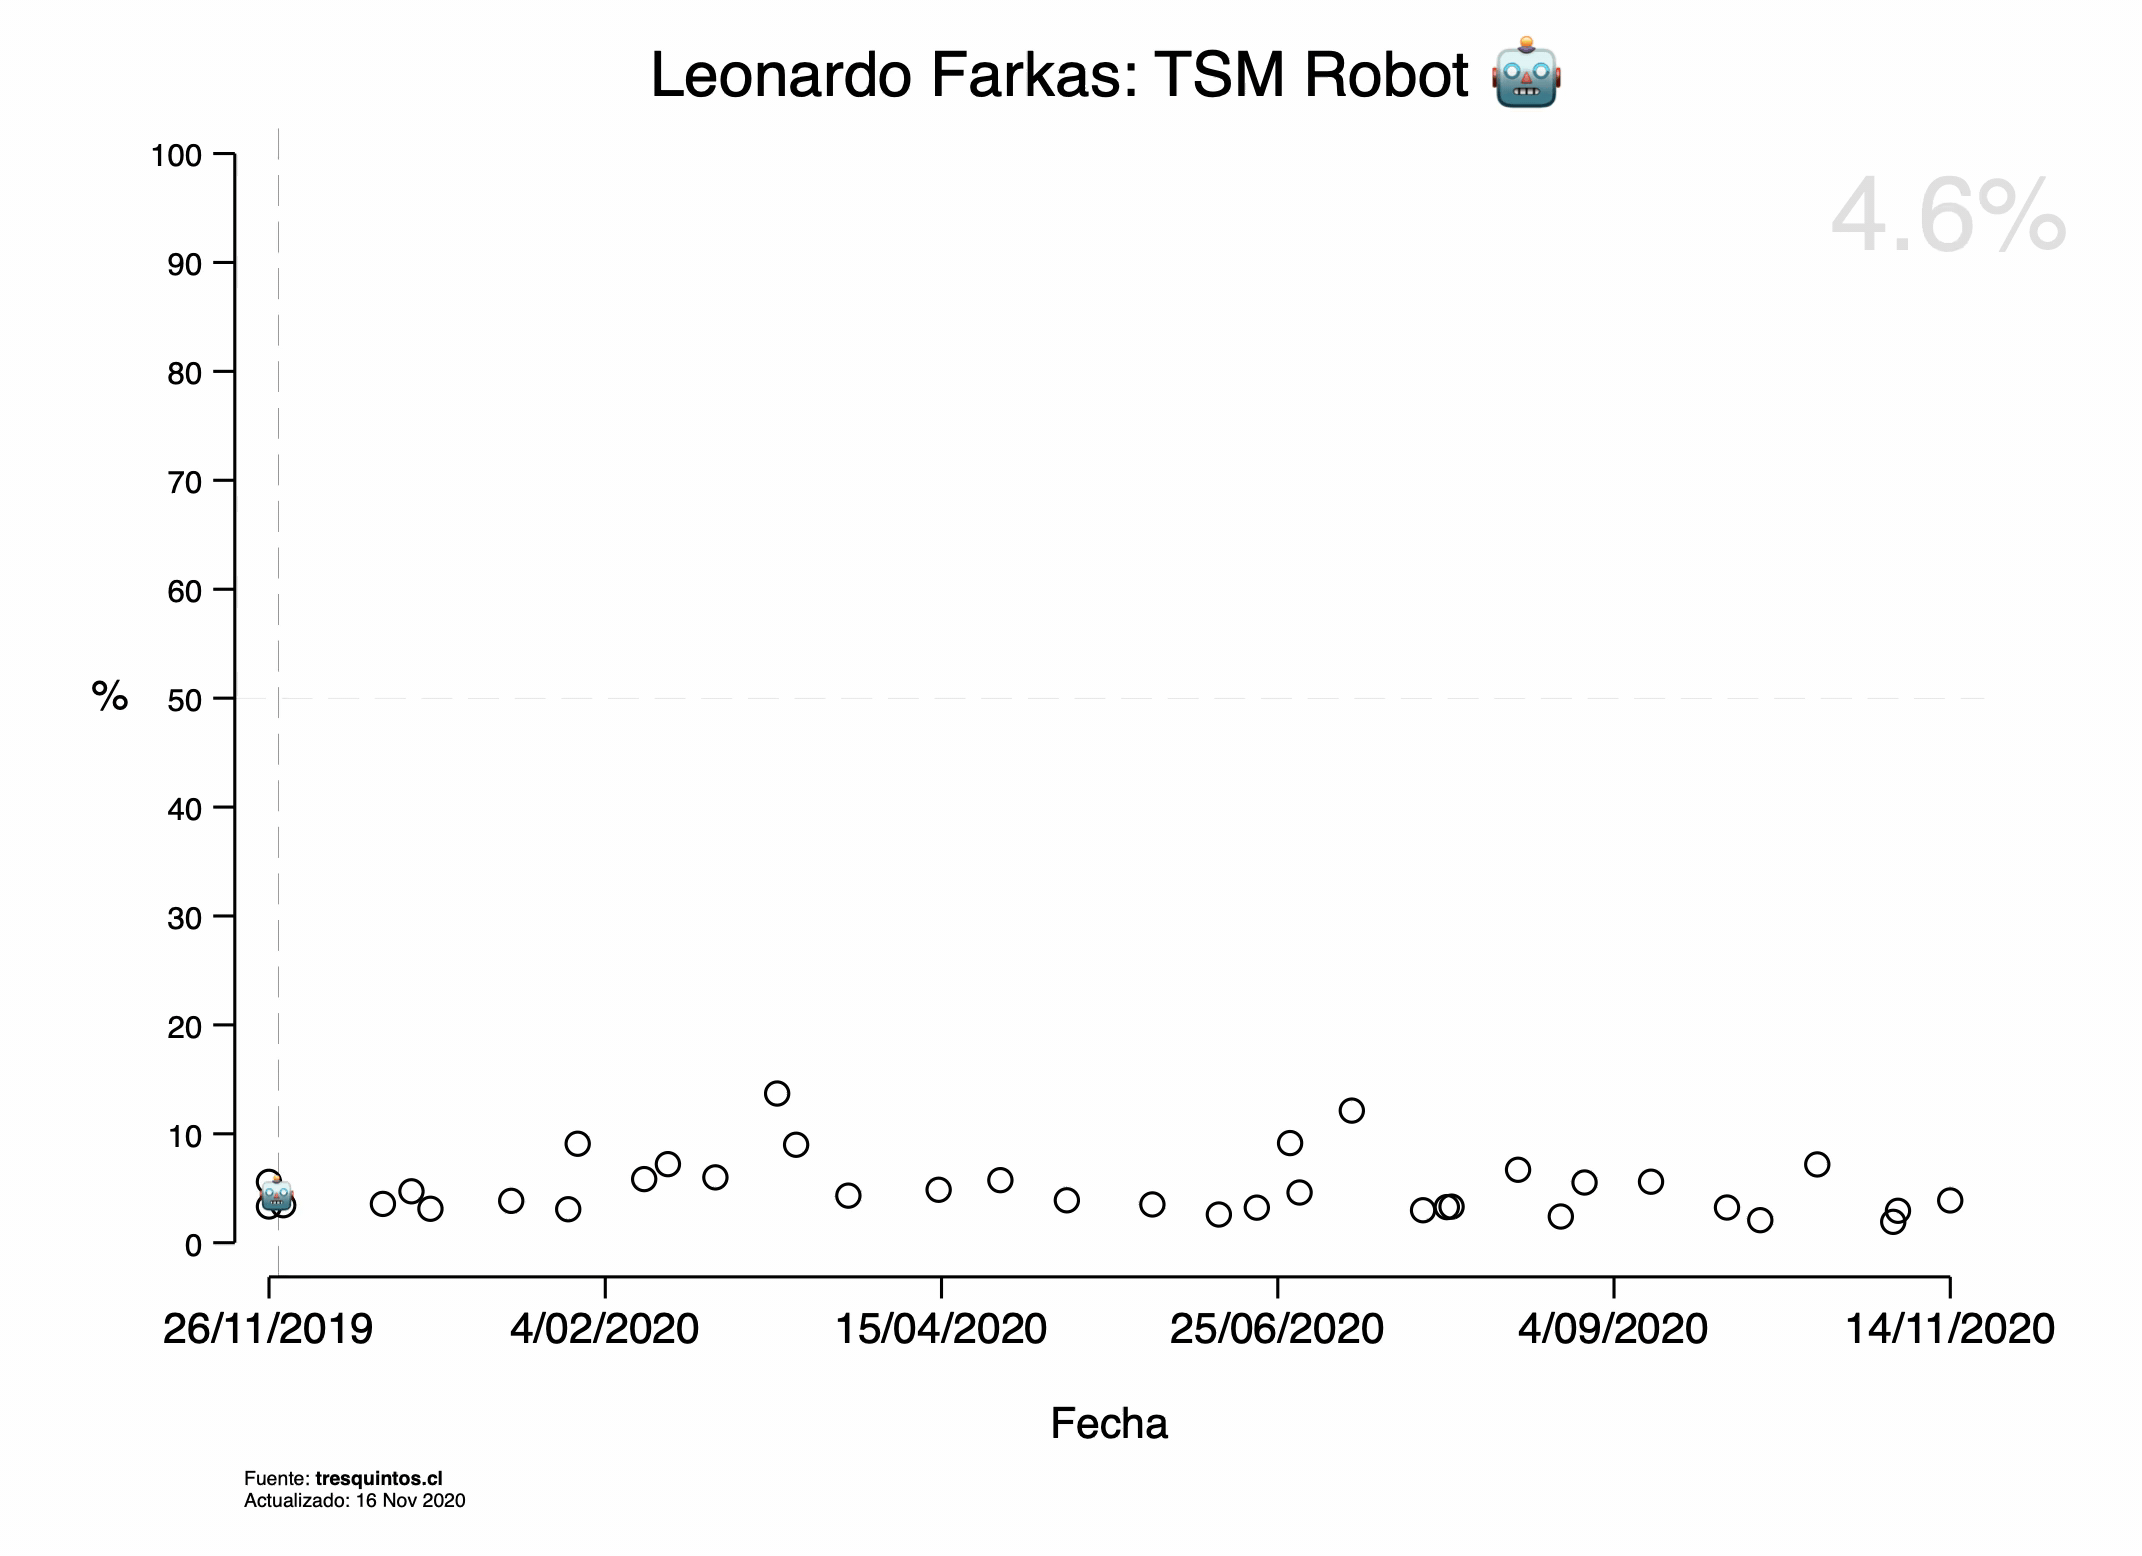 Leonardo Farkas: TSM Robot 🤖
4.6%
100
90
80
70
60
50
40
30
20
10
0
%
26/11/2019 4/02/2020 15/04/2020 25/06/2020 4/09/2020 14/11/2020
Fecha
Fuente: tresquintos.cl
Actualizado: 16 Nov 2020